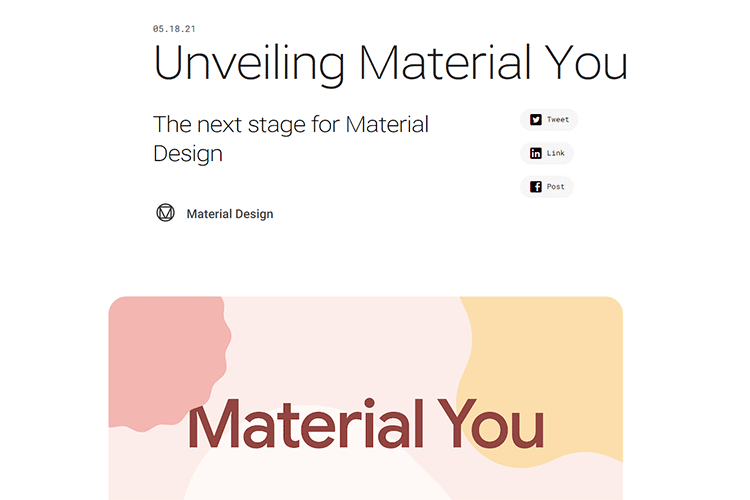 05.18.21
Unveiling Material You
The next stage for Material
Design
Tweet
Link
Post
Material Design
Material You